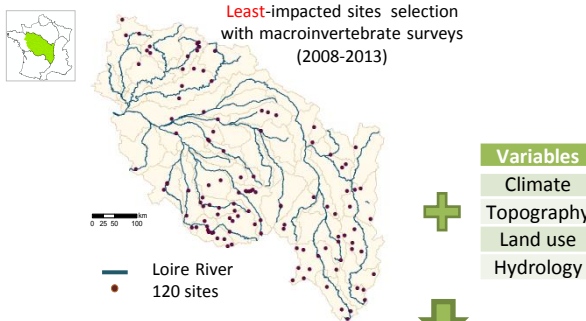 Least-impacted sites selection
with macroinvertebrate surveys
(2008-2013)
Variables
Climate
Topography
Land use
Hydrology
km
0 25 50 100
Loire River
120 sites